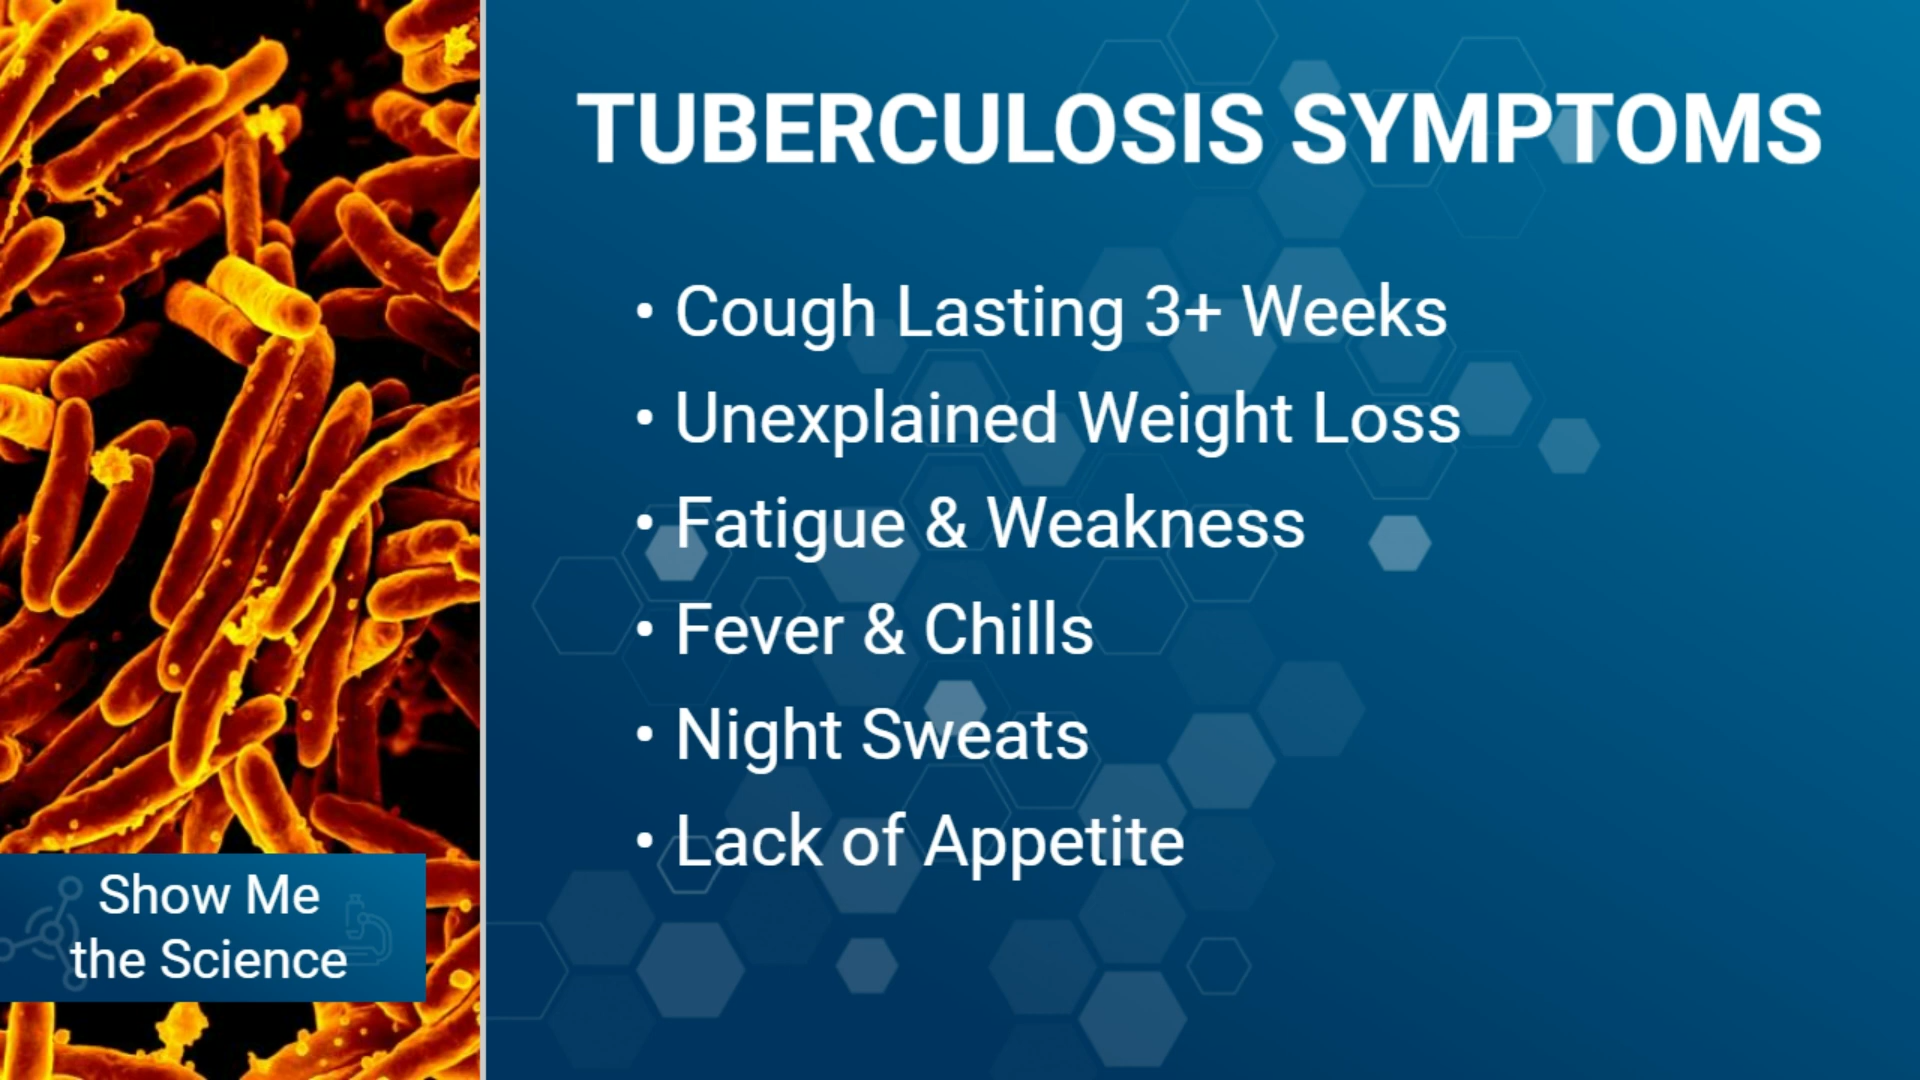 TUBERCULOSIS SYMPTOMS
• Cough Lasting 3+ Weeks
• Unexplained Weight Loss
• Fatigue & Weakness
• Fever & Chills
• Night Sweats
• Lack of Appetite
Show Me
the Science